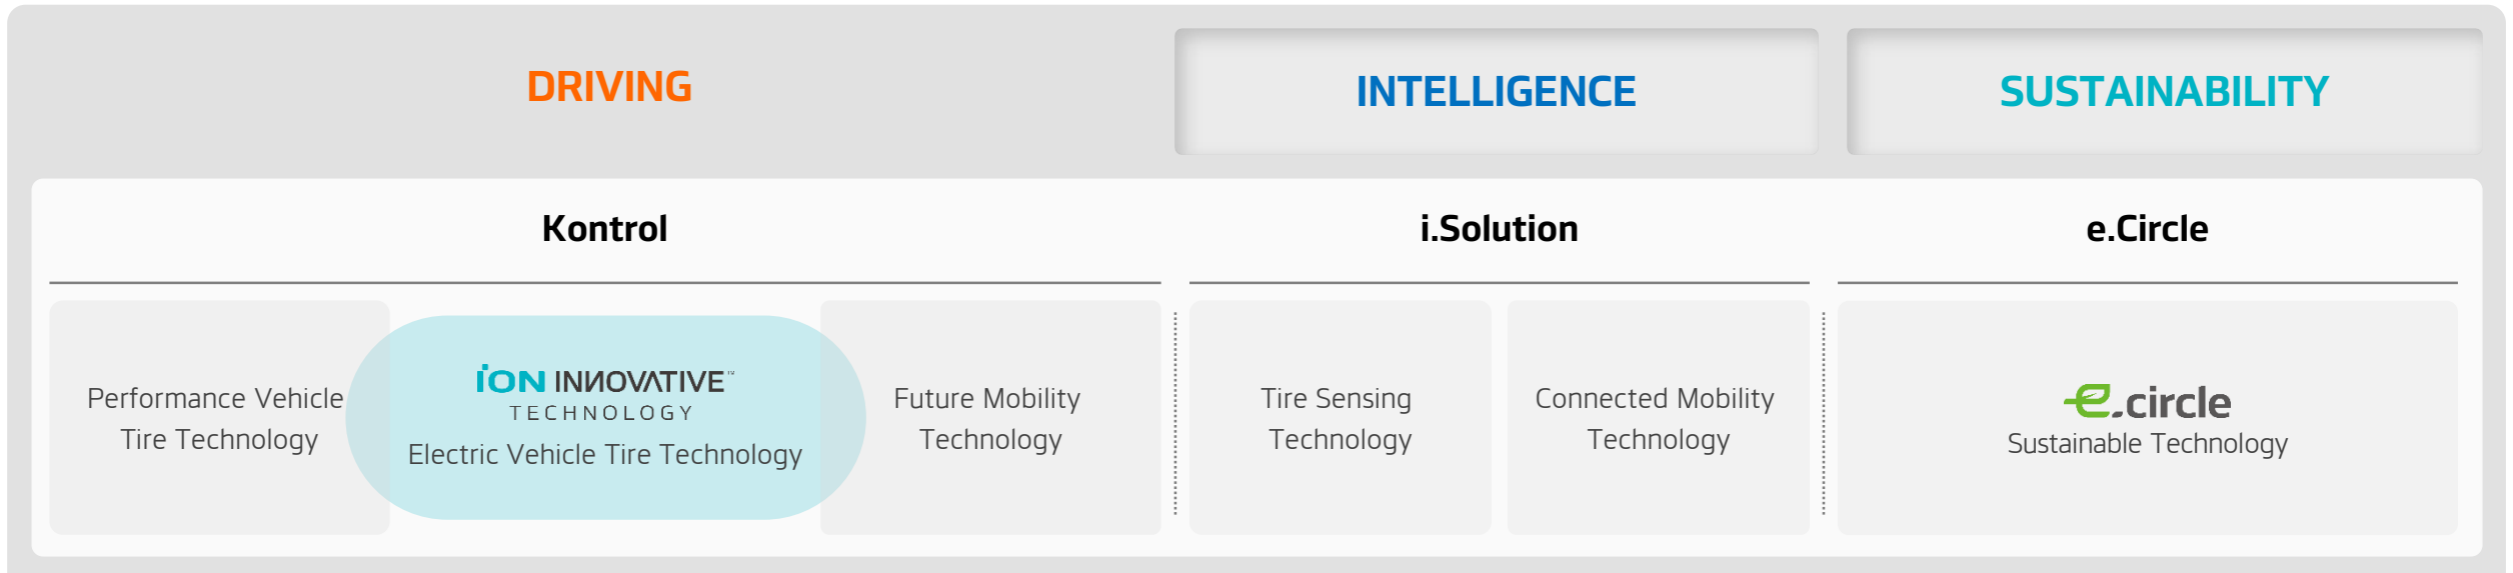 DRIVING
INTELLIGENCE
SUSTAINABILITY
Kontrol
i.Solution
e.Circle
Performance Vehicle
Tire Technology
iON INNOVATIVE™
TECHNOLOGY
Electric Vehicle Tire Technology
Future Mobility
Technology
Tire Sensing
Technology
Connected Mobility
Technology
e.circle
Sustainable Technology